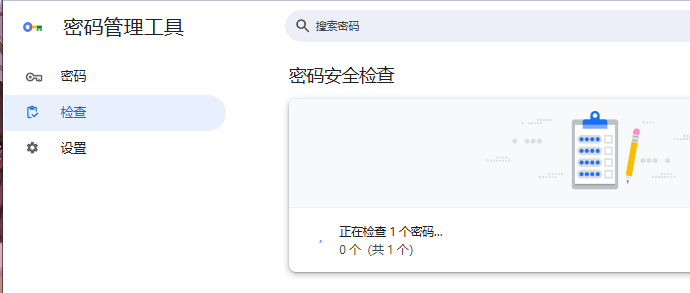 密码管理工具
搜索密码
密码
检查
设置
密码安全检查
正在检查 1 个密码...
0 个（共 1 个）